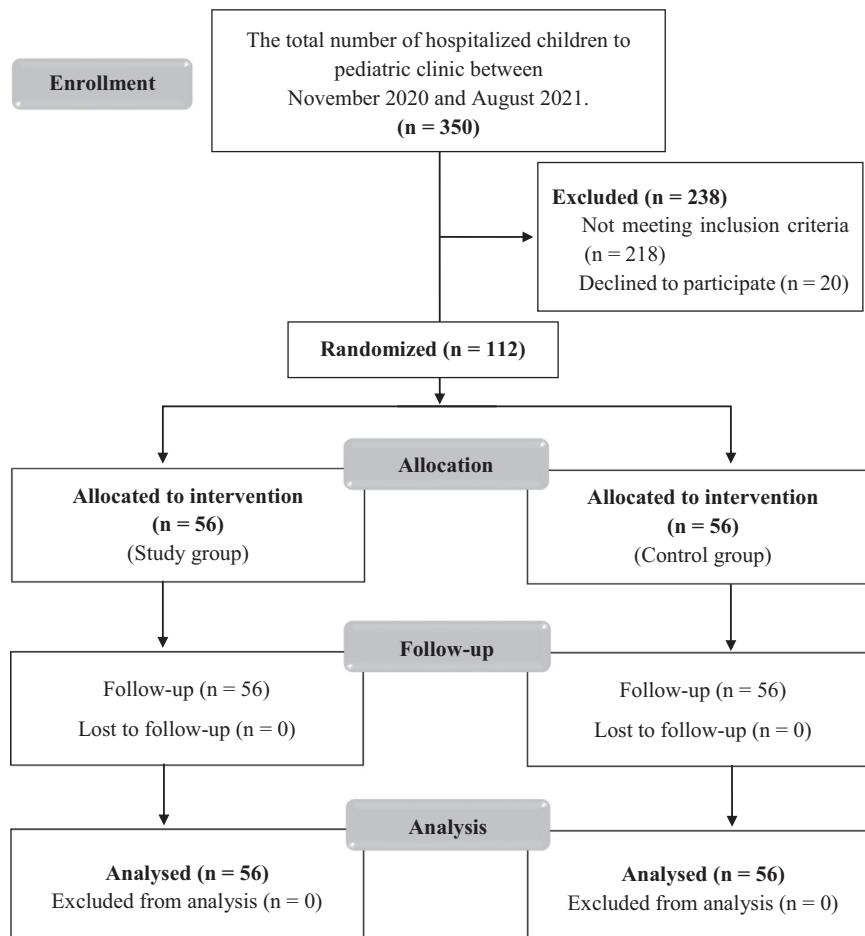 Enrollment
The total number of hospitalized children to
pediatric clinic between
November 2020 and August 2021.
(n = 350)
Excluded (n = 238)
Not meeting inclusion criteria
(n = 218)
Declined to participate (n = 20)
Randomized (n = 112)
Allocation
Allocated to intervention
(n = 56)
(Study group)
Allocated to intervention
(n = 56)
(Control group)
Follow-up
Follow-up (n = 56)
Lost to follow-up (n = 0)
Follow-up (n = 56)
Lost to follow-up (n = 0)
Analysis
Analysed (n = 56)
Excluded from analysis (n = 0)
Analysed (n = 56)
Excluded from analysis (n = 0)